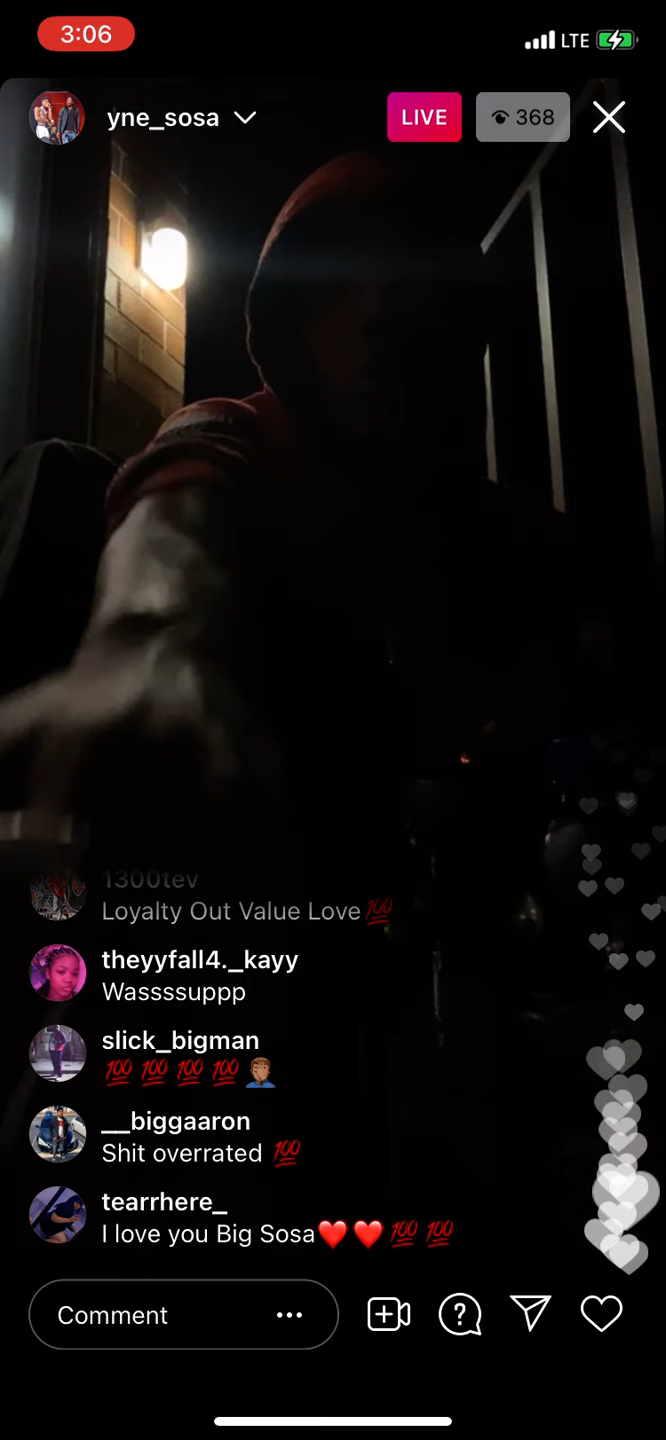 3:06
LTE
yne_sosa
LIVE
368
1300tev
Loyalty Out Value Love💯
theyyfall4._kayy
Wassssuppp
slick_bigman
💯💯💯💯🤦🏽‍♂️
__biggaaron
Shit overrated 💯
tearrhere_
I love you Big Sosa❤️❤️💯💯
Comment